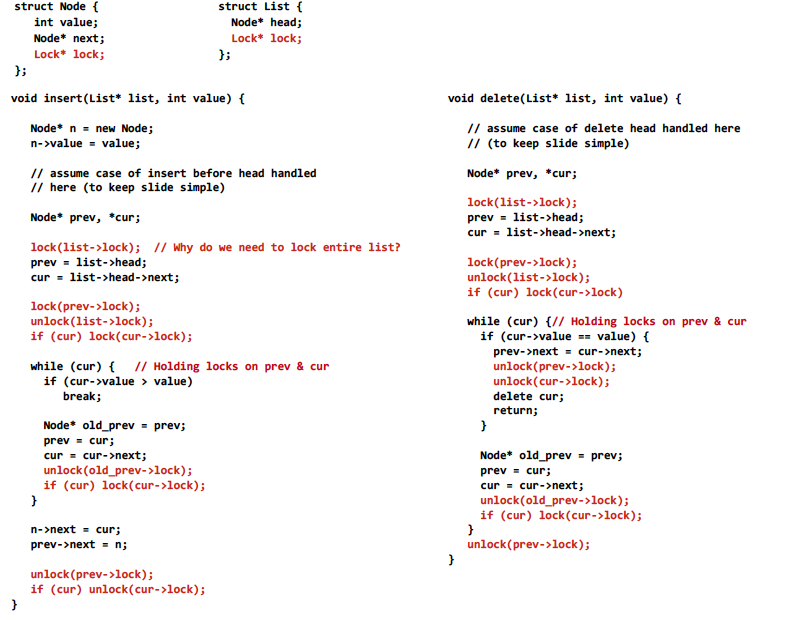 struct Node {
int value;
Node* next;
Lock* lock;
};
struct List {
Node* head;
Lock* lock;
};
void insert(List* list, int value) {
Node* n = new Node;
n->value = value;
// assume case of insert before head handled
// here (to keep slide simple)
Node* prev, *cur;
lock(list->lock);  // Why do we need to lock entire list?
prev = list->head;
cur = list->head->next;
lock(prev->lock);
unlock(list->lock);
if (cur) lock(cur->lock);
while (cur) {   // Holding locks on prev & cur
if (cur->value > value)
break;
Node* old_prev = prev;
prev = cur;
cur = cur->next;
unlock(old_prev->lock);
if (cur) lock(cur->lock);
}
n->next = cur;
prev->next = n;
unlock(prev->lock);
if (cur) unlock(cur->lock);
}
void delete(List* list, int value) {
// assume case of delete head handled here
// (to keep slide simple)
Node* prev, *cur;
lock(list->lock);
prev = list->head;
cur = list->head->next;
lock(prev->lock);
unlock(list->lock);
if (cur) lock(cur->lock)
while (cur) {// Holding locks on prev & cur
if (cur->value == value) {
prev->next = cur->next;
unlock(prev->lock);
unlock(cur->lock);
delete cur;
return;
}
Node* old_prev = prev;
prev = cur;
cur = cur->next;
unlock(old_prev->lock);
if (cur) lock(cur->lock);
}
unlock(prev->lock);
}